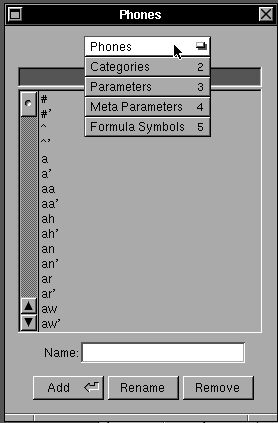 Phones
Phones
Categories 2
Parameters 3
Meta Parameters 4
Formula Symbols 5
#
#'
^
^'
a
a'
aa
aa'
ah
ah'
an
an'
ar
ar'
aw
aw'
Name:
Add
Rename
Remove